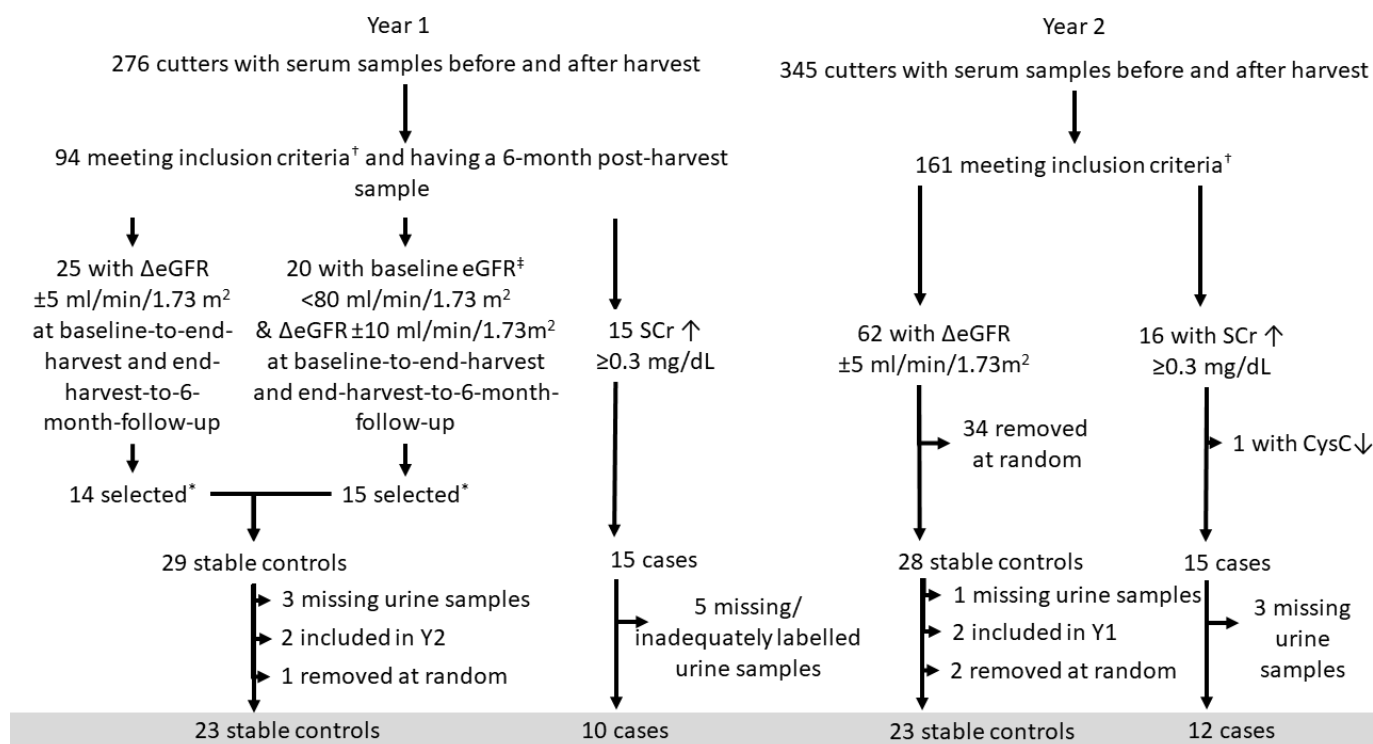 Year 1
276 cutters with serum samples before and after harvest
94 meeting inclusion criteria† and having a 6-month post-harvest
sample
25 with ΔeGFR
±5 ml/min/1.73 m²
at baseline-to-end-
harvest and end-
harvest-to-6-
month-follow-up
20 with baseline eGFR‡
<80 ml/min/1.73 m²
& ΔeGFR ±10 ml/min/1.73m²
at baseline-to-end-harvest
and end-harvest-to-6-month-
follow-up
15 SCr ↑
≥0.3 mg/dL
14 selected*
15 selected*
29 stable controls
3 missing urine samples
2 included in Y2
1 removed at random
15 cases
5 missing/
inadequately labelled
urine samples
23 stable controls
10 cases
Year 2
345 cutters with serum samples before and after harvest
161 meeting inclusion criteria†
62 with ΔeGFR
±5 ml/min/1.73m²
16 with SCr ↑
≥0.3 mg/dL
34 removed
at random
1 with CysC↓
28 stable controls
1 missing urine samples
2 included in Y1
2 removed at random
15 cases
3 missing
urine
samples
23 stable controls
12 cases